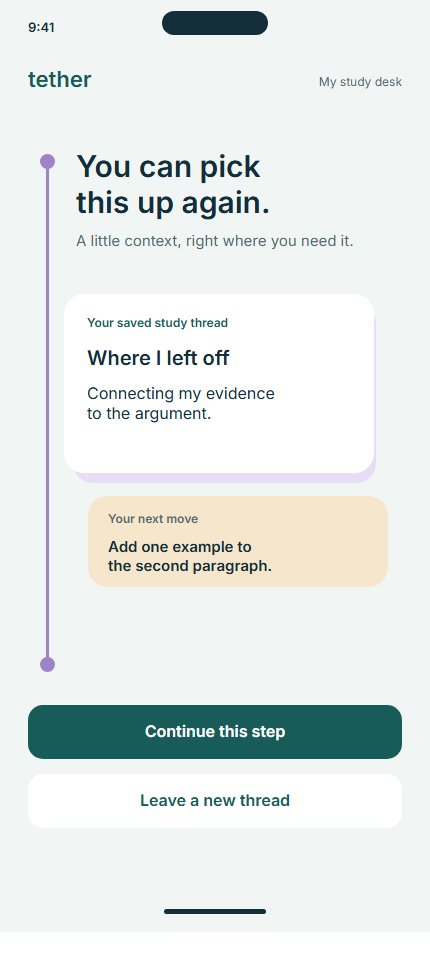 9:41
tether
My study desk
You can pick
this up again.
A little context, right where you need it.
Your saved study thread
Where I left off
Connecting my evidence
to the argument.
Your next move
Add one example to
the second paragraph.
Continue this step
Leave a new thread